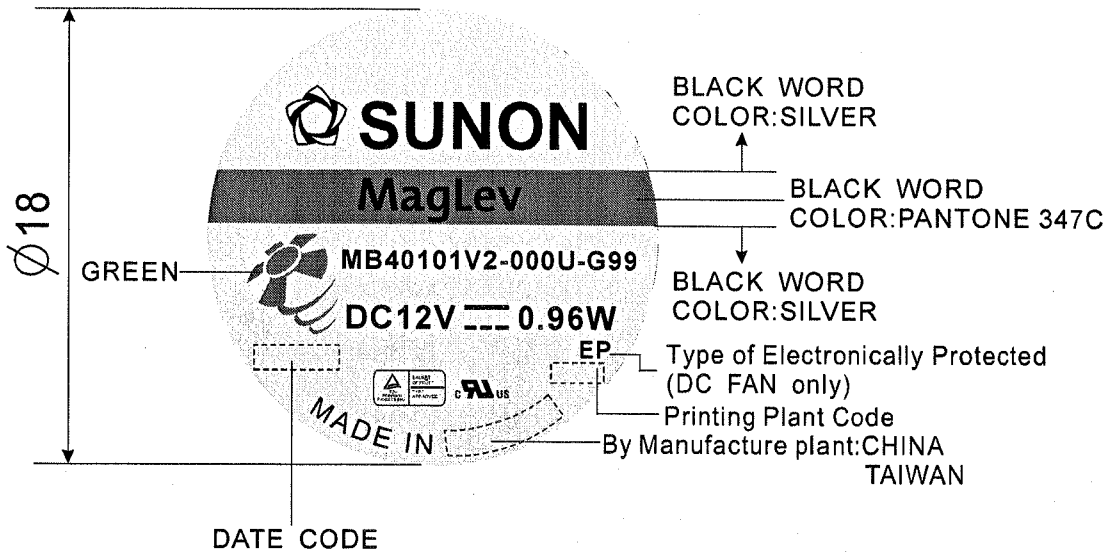 SUNON
MagLev
MB40101V2-000U-G99
DC12V 0.96W
EP
c RU US
MADE IN
Ø18
GREEN
DATE CODE
BLACK WORD
COLOR:SILVER
BLACK WORD
COLOR:PANTONE 347C
BLACK WORD
COLOR:SILVER
Type of Electronically Protected
(DC FAN only)
Printing Plant Code
By Manufacture plant:CHINA
TAIWAN